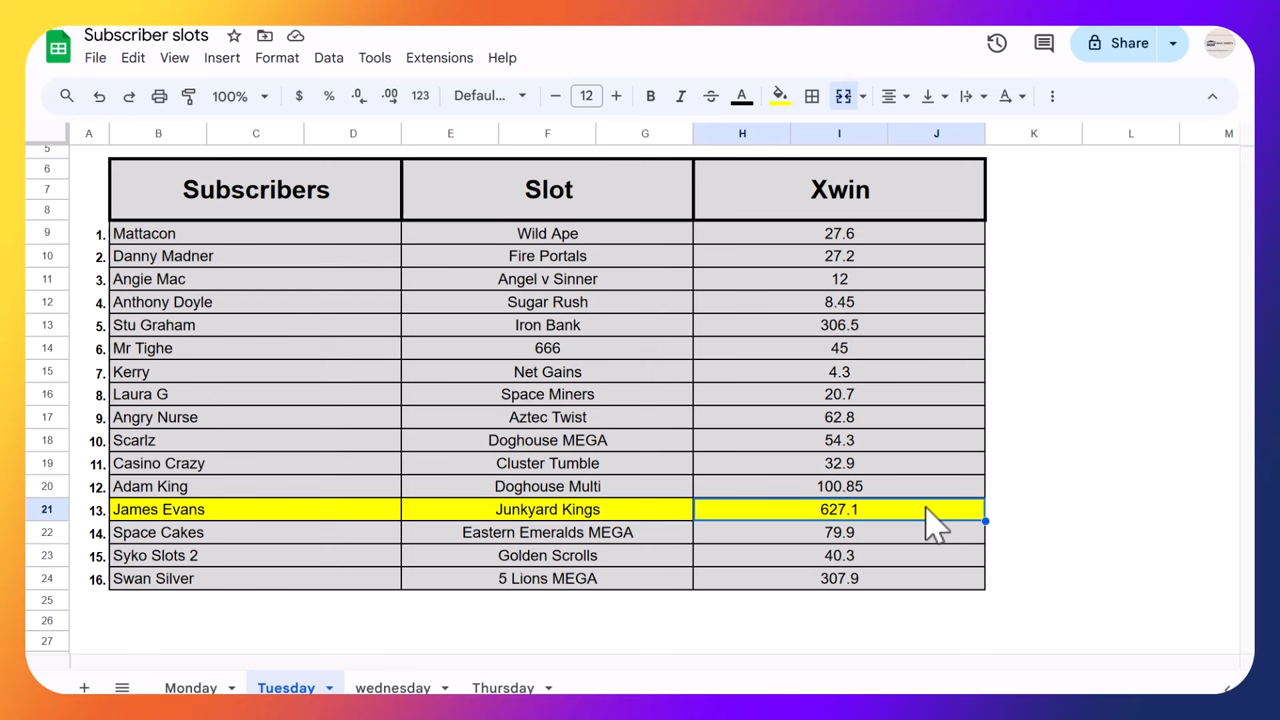 Subscriber slots
File Edit View Insert Format Data Tools Extensions Help
Share
100% $ % .0 .00 123 Defaul... 12 B I A
A B C D E F G H I J K L M
5
6
7 Subscribers Slot Xwin
8
9 1. Mattacon Wild Ape 27.6
10 2. Danny Madner Fire Portals 27.2
11 3. Angie Mac Angel v Sinner 12
12 4. Anthony Doyle Sugar Rush 8.45
13 5. Stu Graham Iron Bank 306.5
14 6. Mr Tighe 666 45
15 7. Kerry Net Gains 4.3
16 8. Laura G Space Miners 20.7
17 9. Angry Nurse Aztec Twist 62.8
18 10. Scarlz Doghouse MEGA 54.3
19 11. Casino Crazy Cluster Tumble 32.9
20 12. Adam King Doghouse Multi 100.85
21 13. James Evans Junkyard Kings 627.1
22 14. Space Cakes Eastern Emeralds MEGA 79.9
23 15. Syko Slots 2 Golden Scrolls 40.3
24 16. Swan Silver 5 Lions MEGA 307.9
25
26
27
Monday Tuesday wednesday Thursday